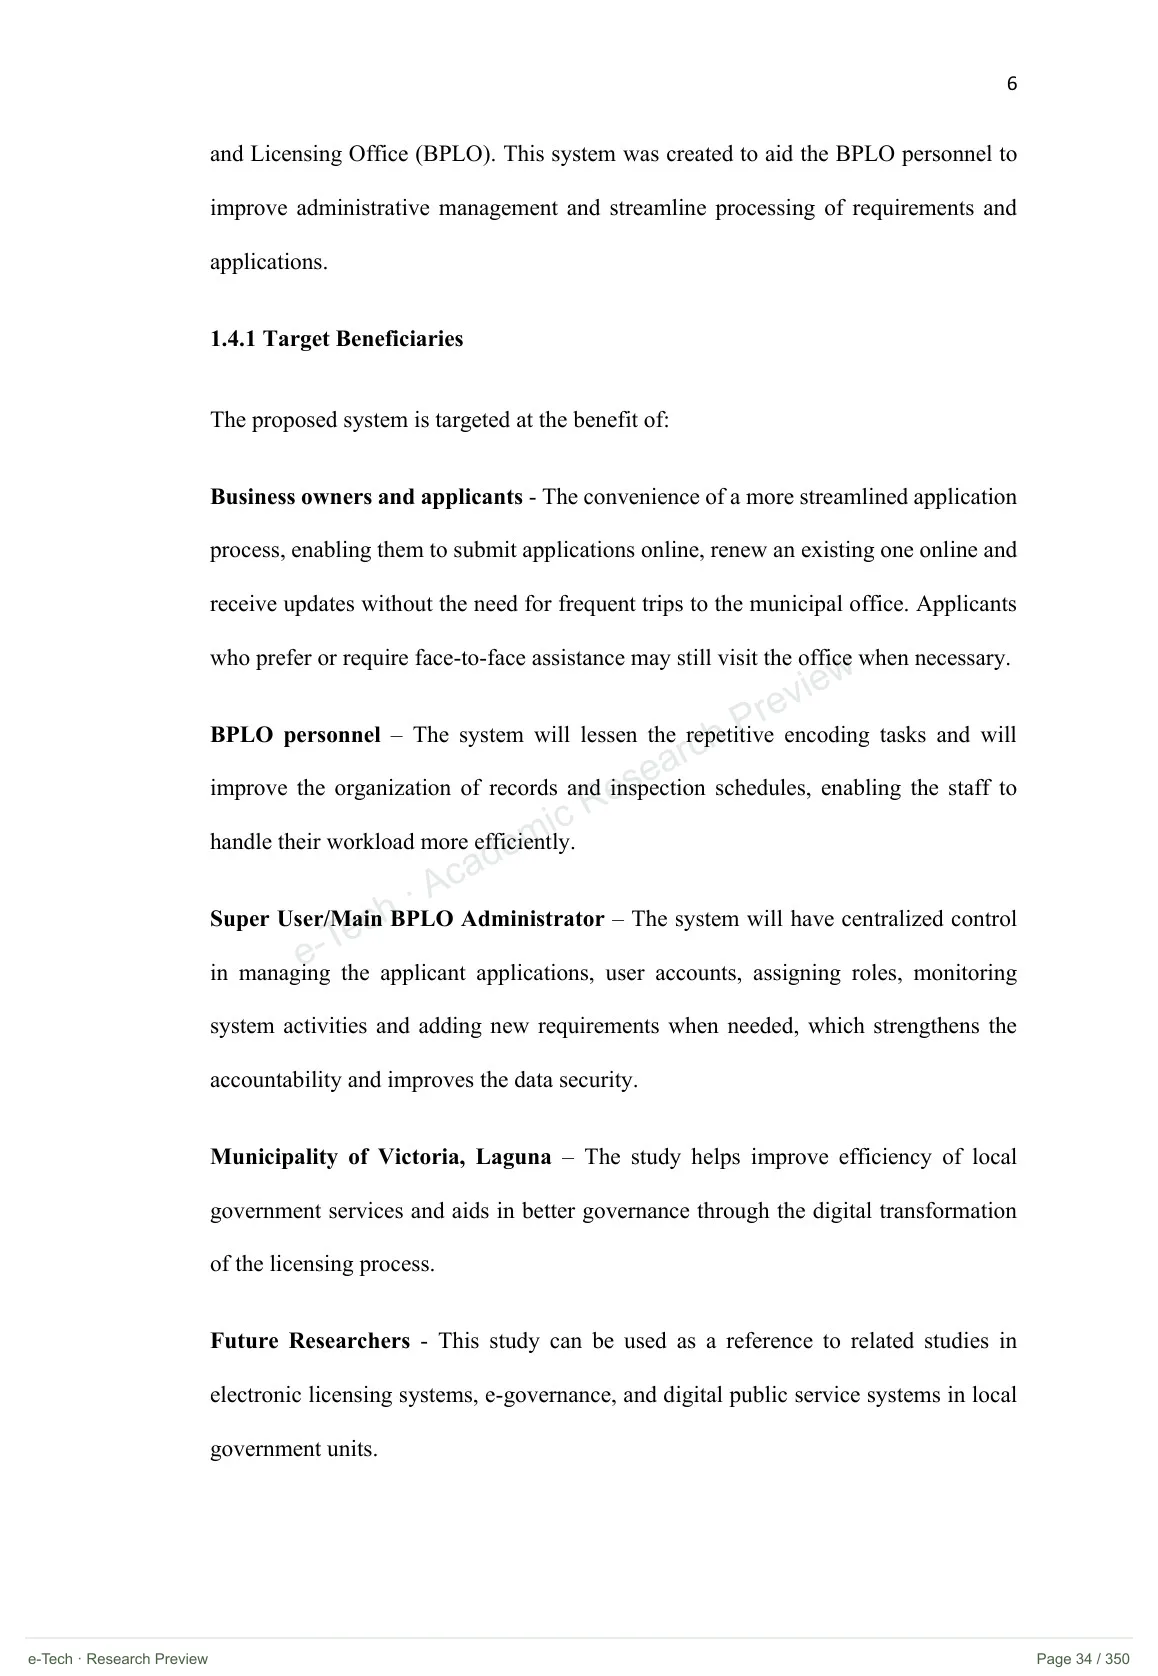 6
and Licensing Office (BPLO). This system was created to aid the BPLO personnel to
improve administrative management and streamline processing of requirements and
applications.
1.4.1 Target Beneficiaries
The proposed system is targeted at the benefit of:
Business owners and applicants - The convenience of a more streamlined application
process, enabling them to submit applications online, renew an existing one online and
receive updates without the need for frequent trips to the municipal office. Applicants
who prefer or require face-to-face assistance may still visit the office when necessary.
BPLO personnel – The system will lessen the repetitive encoding tasks and will
improve the organization of records and inspection schedules, enabling the staff to
handle their workload more efficiently.
Super User/Main BPLO Administrator – The system will have centralized control
in managing the applicant applications, user accounts, assigning roles, monitoring
system activities and adding new requirements when needed, which strengthens the
accountability and improves the data security.
Municipality of Victoria, Laguna – The study helps improve efficiency of local
government services and aids in better governance through the digital transformation
of the licensing process.
Future Researchers - This study can be used as a reference to related studies in
electronic licensing systems, e-governance, and digital public service systems in local
government units.
e-Tech · Academic Research Preview
e-Tech · Research Preview
Page 34 / 350